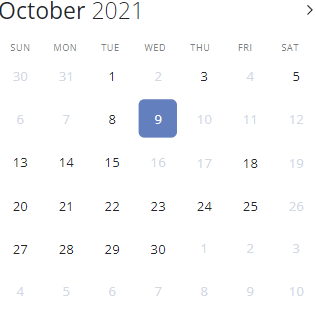 October 2021
SUN MON TUE WED THU FRI SAT
30 31 1 2 3 4 5
6 7 8 9 10 11 12
13 14 15 16 17 18 19
20 21 22 23 24 25 26
27 28 29 30 1 2 3
4 5 6 7 8 9 10